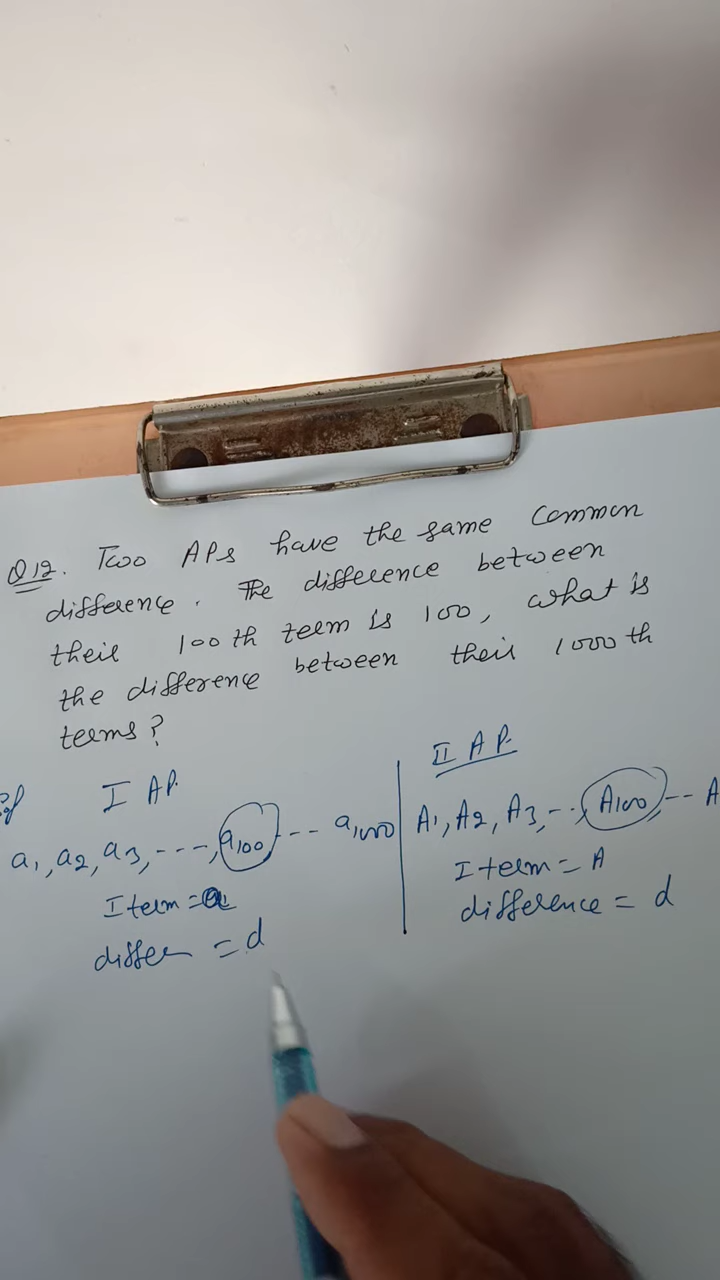 Q12. Two APs have the same common
difference. The difference between
their 100th term is 100, what is
the difference between their 1000th
terms?
I AP
II AP.
a1, a2, a3, ---, a100 --- a1000
A1, A2, A3, --, A100, -- A
I term = a
I term = A
differ = d
difference = d